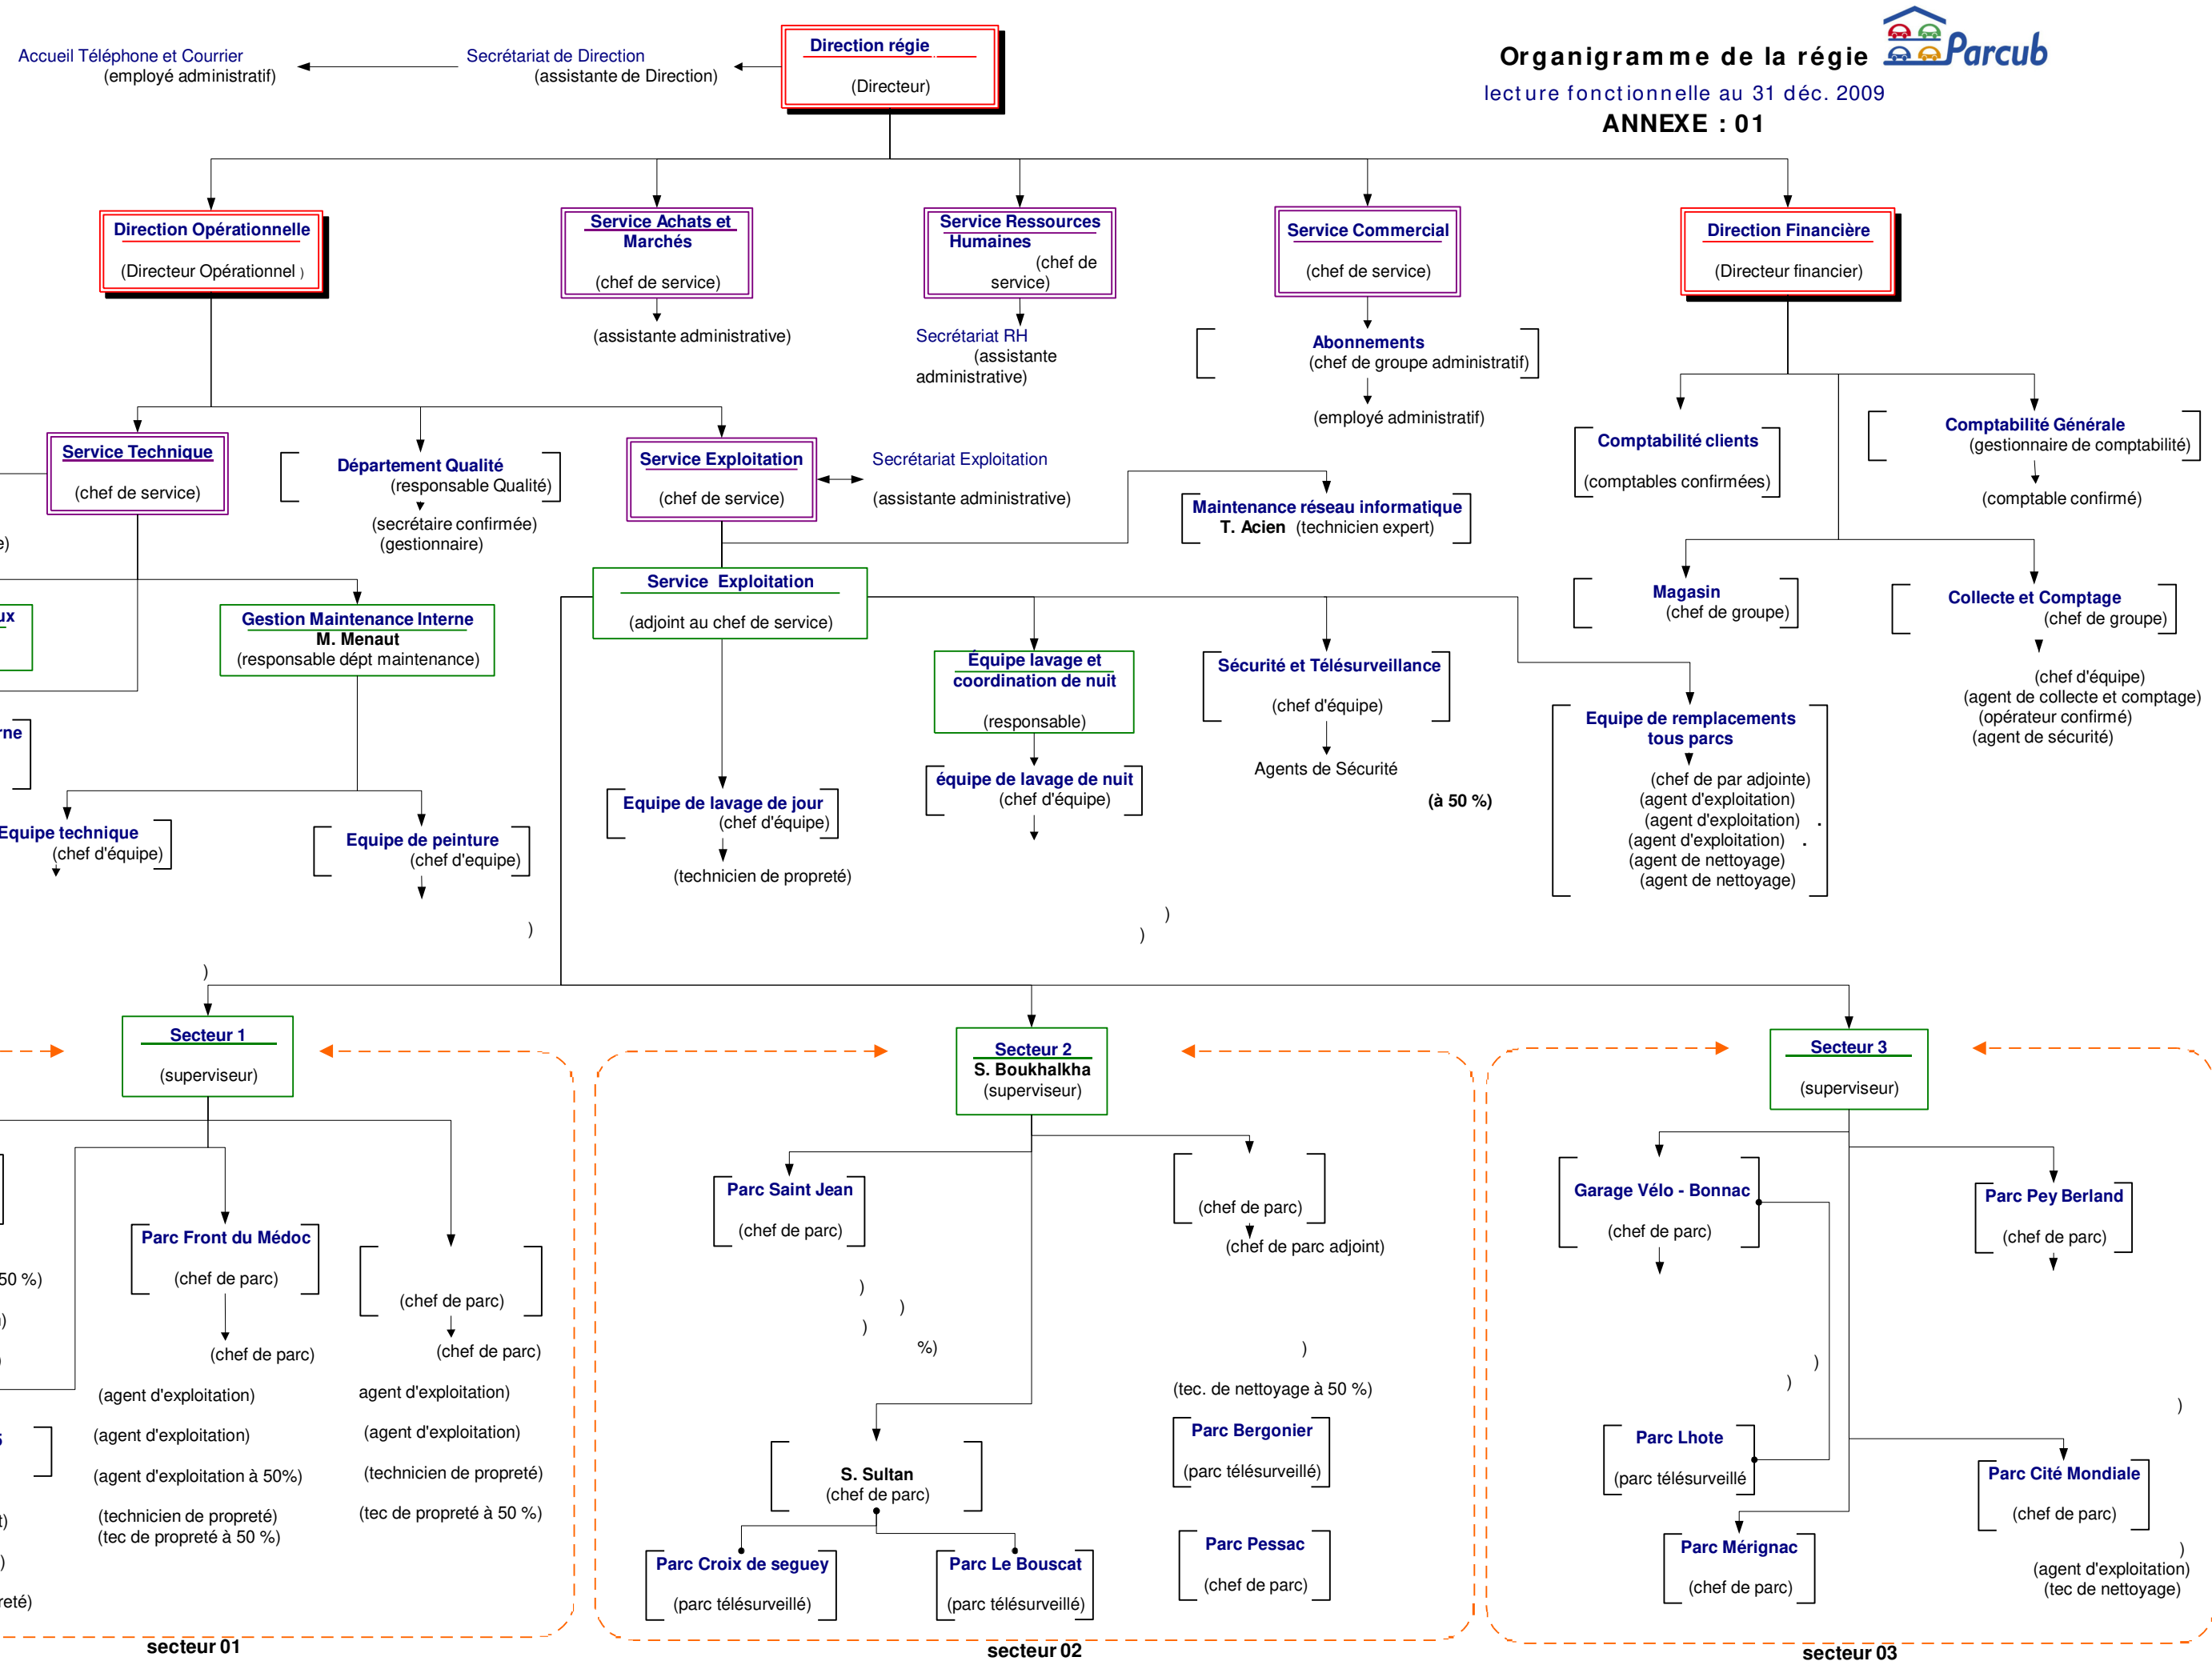 Accueil Téléphone et Courrier
(employé administratif)
Secrétariat de Direction
(assistante de Direction)
Direction régie
(Directeur)
Organigramme de la régie
Parcub
lecture fonctionnelle au 31 déc. 2009
ANNEXE : 01
Direction Opérationnelle
(Directeur Opérationnel )
Service Achats et
Marchés
(chef de service)
(assistante administrative)
Service Ressources
Humaines
(chef de
service)
Secrétariat RH
(assistante
administrative)
Service Commercial
(chef de service)
Abonnements
(chef de groupe administratif)
(employé administratif)
Direction Financière
(Directeur financier)
Service Technique
(chef de service)
Département Qualité
(responsable Qualité)
(secrétaire confirmée)
(gestionnaire)
Service Exploitation
(chef de service)
Secrétariat Exploitation
(assistante administrative)
Maintenance réseau informatique
T. Acien (technicien expert)
Comptabilité clients
(comptables confirmées)
Comptabilité Générale
(gestionnaire de comptabilité)
(comptable confirmé)
e)
ux
Gestion Maintenance Interne
M. Menaut
(responsable dépt maintenance)
Service Exploitation
(adjoint au chef de service)
Magasin
(chef de groupe)
Collecte et Comptage
(chef de groupe)
(chef d'équipe)
(agent de collecte et comptage)
(opérateur confirmé)
(agent de sécurité)
rne
Équipe lavage et
coordination de nuit
(responsable)
Sécurité et Télésurveillance
(chef d'équipe)
Agents de Sécurité
(à 50 %)
Equipe de remplacements
tous parcs
(chef de par adjointe)
(agent d'exploitation)
(agent d'exploitation) .
(agent d'exploitation) .
(agent de nettoyage)
(agent de nettoyage)
Equipe technique
(chef d'équipe)
Equipe de peinture
(chef d'equipe)
Equipe de lavage de jour
(chef d'équipe)
(technicien de propreté)
équipe de lavage de nuit
(chef d'équipe)
)
)
)
)
Secteur 1
(superviseur)
Secteur 2
S. Boukhalkha
(superviseur)
Secteur 3
(superviseur)
50 %)
)
)
Parc Front du Médoc
(chef de parc)
(chef de parc)
(agent d'exploitation)
(agent d'exploitation)
(agent d'exploitation à 50%)
(technicien de propreté)
(tec de propreté à 50 %)
(chef de parc)
(chef de parc)
agent d'exploitation)
(agent d'exploitation)
(technicien de propreté)
(tec de propreté à 50 %)
5
t)
)
reté)
secteur 01
Parc Saint Jean
(chef de parc)
)
)
)
%)
(chef de parc)
(chef de parc adjoint)
)
(tec. de nettoyage à 50 %)
S. Sultan
(chef de parc)
Parc Bergonier
(parc télésurveillé)
Parc Croix de seguey
(parc télésurveillé)
Parc Le Bouscat
(parc télésurveillé)
Parc Pessac
(chef de parc)
secteur 02
Garage Vélo - Bonnac
(chef de parc)
Parc Pey Berland
(chef de parc)
)
)
)
Parc Lhote
(parc télésurveillé
Parc Cité Mondiale
(chef de parc)
Parc Mérignac
(chef de parc)
)
(agent d'exploitation)
(tec de nettoyage)
secteur 03